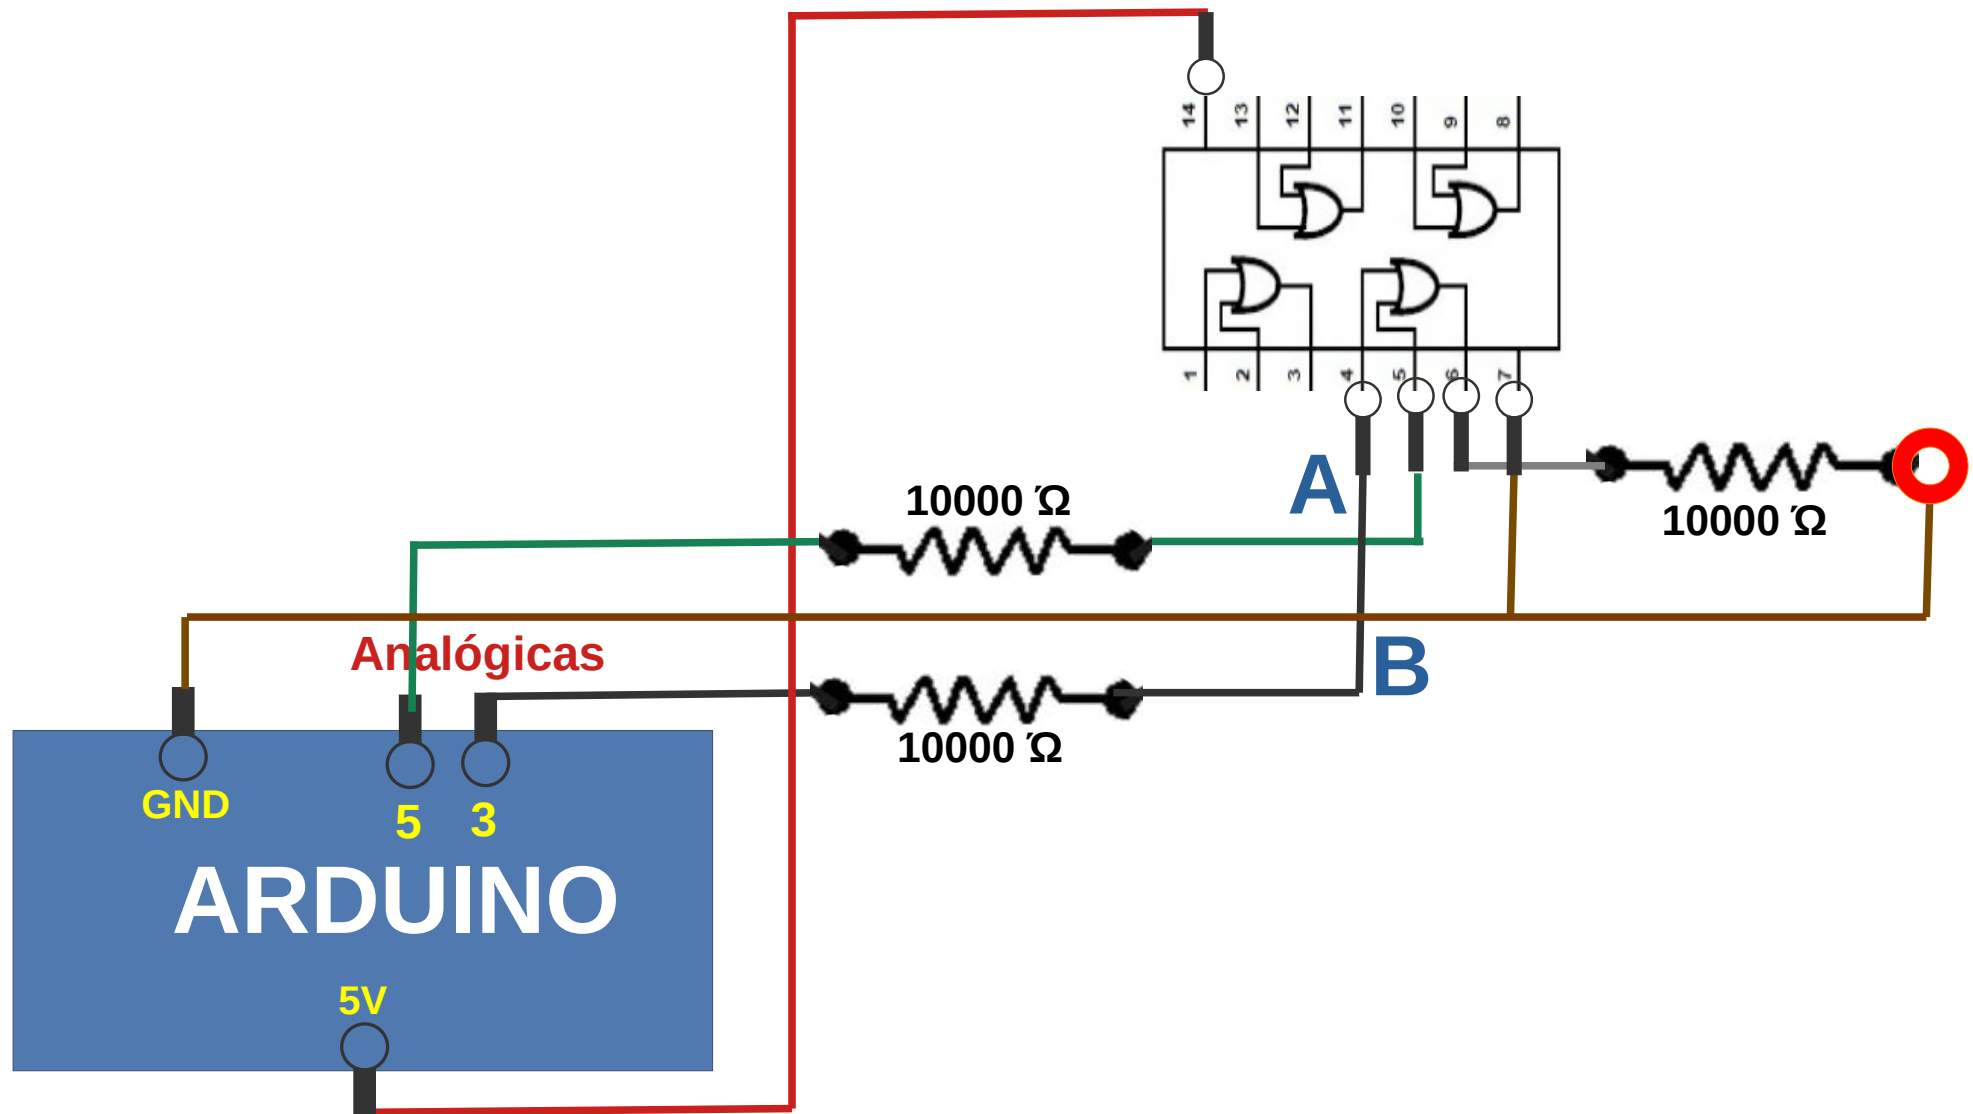 14 13 12 11 10 9 8
1 2 3 4 5 6 7
A
10000 Ώ
10000 Ώ
Analógicas
B
10000 Ώ
GND
5 3
ARDUINO
5V